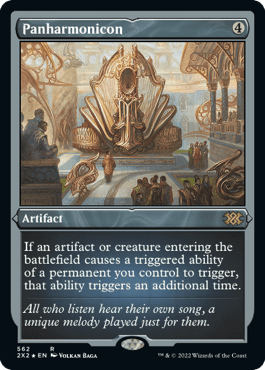 Panharmonicon 4
Artifact
If an artifact or creature entering the
battlefield causes a triggered ability
of a permanent you control to trigger,
that ability triggers an additional time.
All who listen hear their own song, a
unique melody played just for them.
562 R
2X2 ★ EN VOLKAN BAĞA ™ & © 2022 Wizards of the Coast